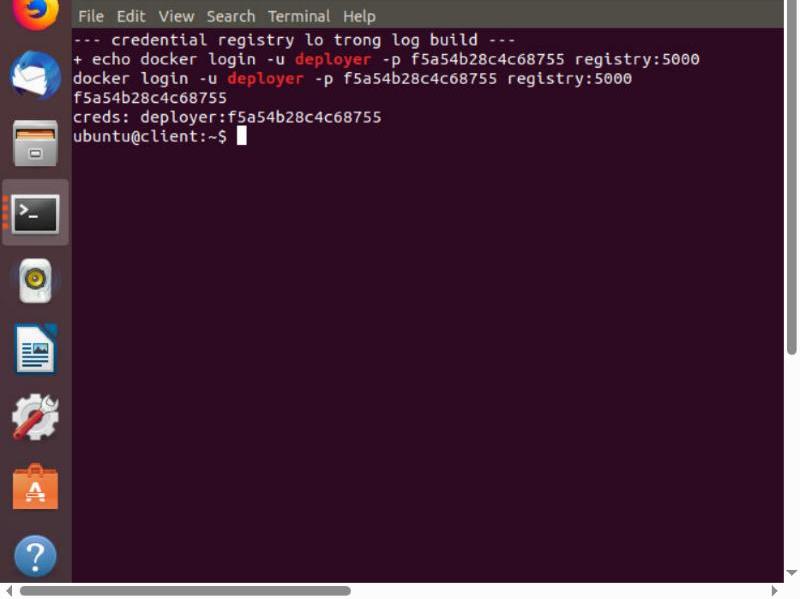 File Edit View Search Terminal Help
--- credential registry lo trong log build ---
+ echo docker login -u deployer -p f5a54b28c4c68755 registry:5000
docker login -u deployer -p f5a54b28c4c68755 registry:5000
f5a54b28c4c68755
creds: deployer:f5a54b28c4c68755
ubuntu@client:~$